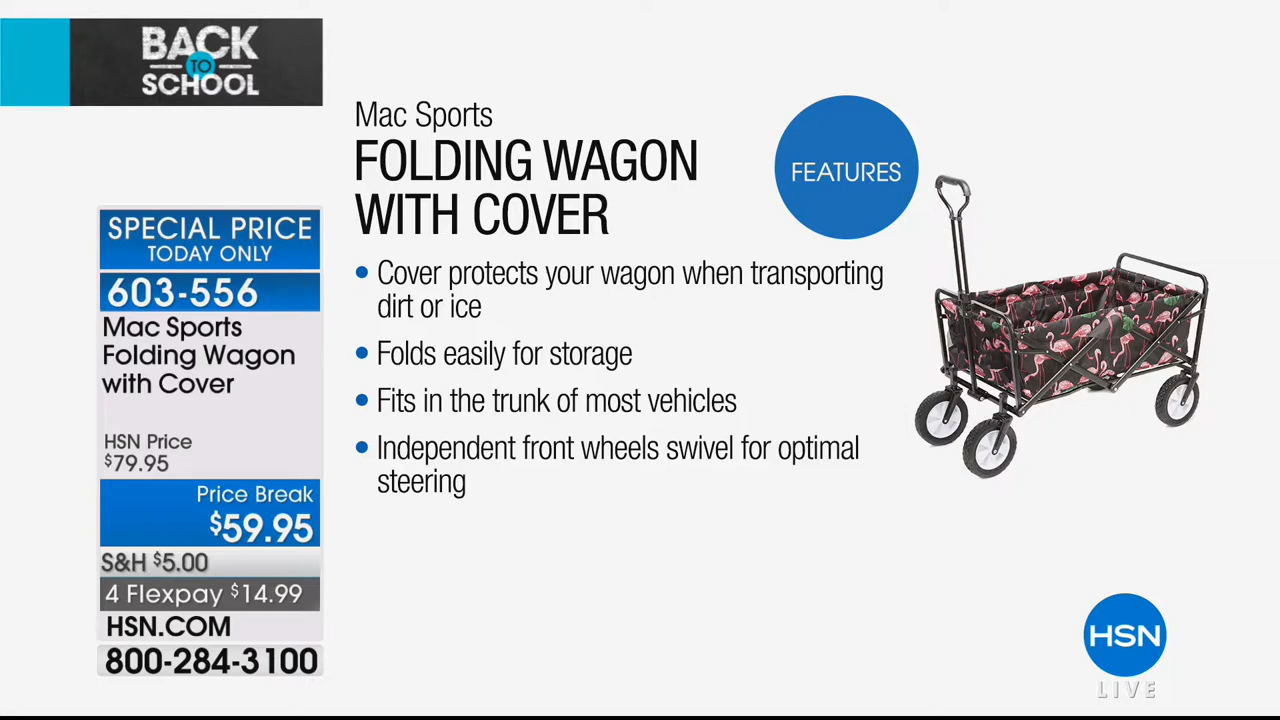 BACK
TO
SCHOOL
Mac Sports
FOLDING WAGON
WITH COVER
FEATURES
• Cover protects your wagon when transporting
dirt or ice
• Folds easily for storage
• Fits in the trunk of most vehicles
• Independent front wheels swivel for optimal
steering
SPECIAL PRICE
TODAY ONLY
603-556
Mac Sports
Folding Wagon
with Cover
HSN Price
$79.95
Price Break
$59.95
S&H $5.00
4 Flexpay $14.99
HSN.COM
800-284-3100
HSN
LIVE